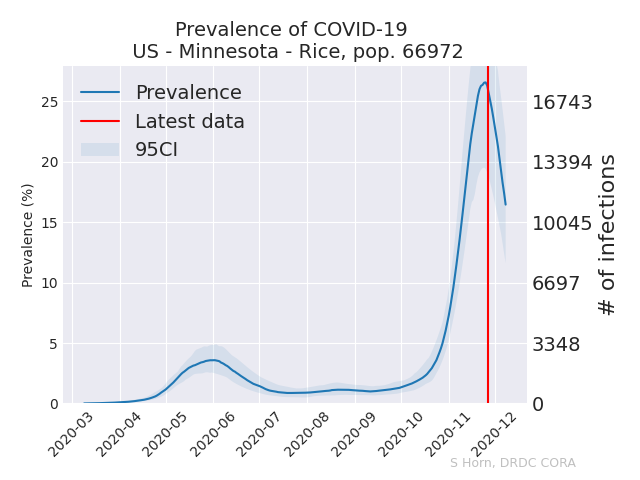 Prevalence of COVID-19
US - Minnesota - Rice, pop. 66972
Prevalence
Latest data
95CI
25
20
15
10
5
0
Prevalence (%)
16743
13394
10045
6697
3348
0
# of infections
2020-03
2020-04
2020-05
2020-06
2020-07
2020-08
2020-09
2020-10
2020-11
2020-12
S Horn, DRDC CORA